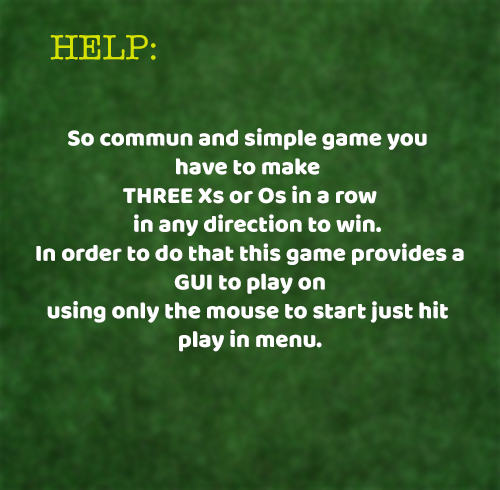 HELP:
So commun and simple game you
have to make
THREE Xs or Os in a row
in any direction to win.
In order to do that this game provides a
GUI to play on
using only the mouse to start just hit
play in menu.